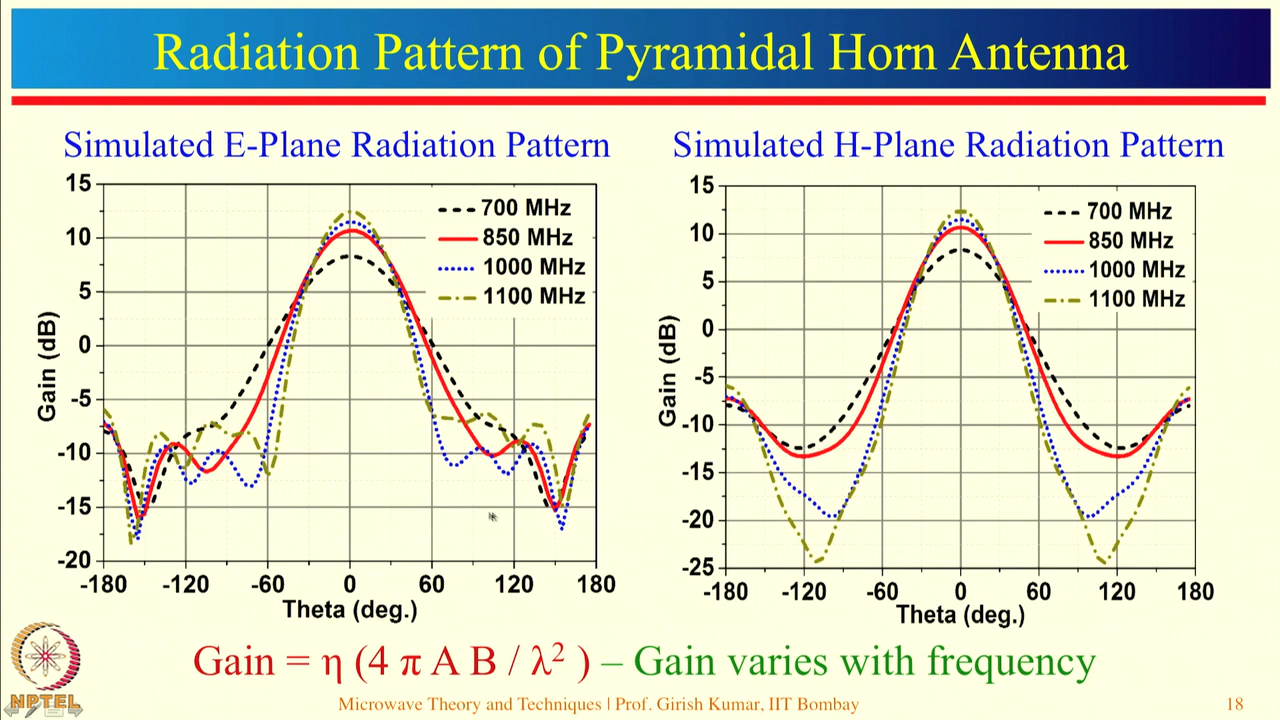 Radiation Pattern of Pyramidal Horn Antenna
Simulated E-Plane Radiation Pattern
15
10
5
0
-5
-10
-15
-20
Gain (dB)
700 MHz
850 MHz
1000 MHz
1100 MHz
-180 -120 -60 0 60 120 180
Theta (deg.)
Simulated H-Plane Radiation Pattern
15
10
5
0
-5
-10
-15
-20
-25
Gain (dB)
700 MHz
850 MHz
1000 MHz
1100 MHz
-180 -120 -60 0 60 120 180
Theta (deg.)
Gain = η (4 π A B / λ² ) – Gain varies with frequency
NPTEL
Microwave Theory and Techniques | Prof. Girish Kumar, IIT Bombay
18